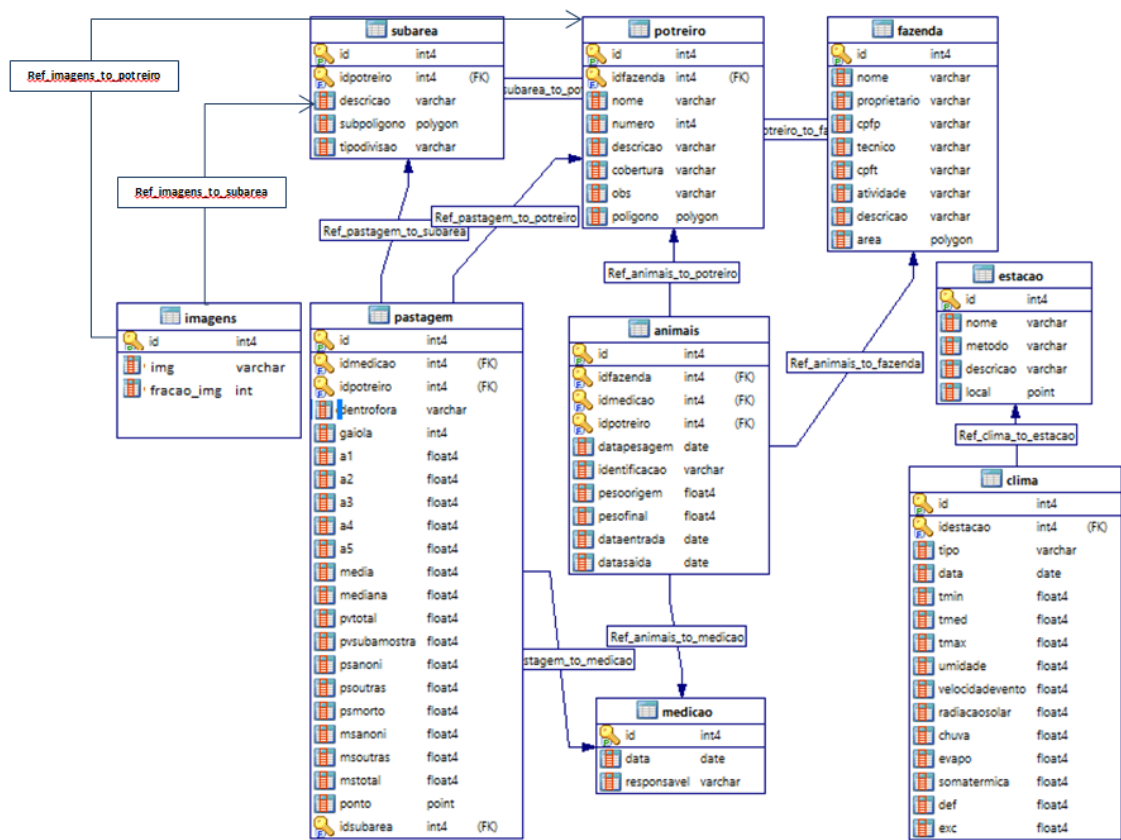 subarea
id int4
idpotreiro int4 (FK)
descricao varchar
subpoligono polygon
tipodivisao varchar
potreiro
id int4
idfazenda int4 (FK)
nome varchar
numero int4
descricao varchar
cobertura varchar
obs varchar
poligono polygon
fazenda
id int4
nome varchar
proprietario varchar
cpfp varchar
tecnico varchar
cpft varchar
atividade varchar
descricao varchar
area polygon
Ref_imagens_to_potreiro
subarea_to_pot
otreiro_to_fa
Ref_imagens_to_subarea
Ref_pastagem_to_potreiro
Ref_pastagem_to_subarea
Ref_animais_to_potreiro
Ref_animais_to_fazenda
estacao
id int4
nome varchar
metodo varchar
descricao varchar
local point
Ref_clima_to_estacao
imagens
id int4
img varchar
fracao_img int
pastagem
id int4
idmedicao int4 (FK)
idpotreiro int4 (FK)
dentrofora varchar
gaiola int4
a1 float4
a2 float4
a3 float4
a4 float4
a5 float4
media float4
mediana float4
pvtotal float4
pvsubamostra float4
psanoni float4
psoutras float4
psmorto float4
msanoni float4
msoutras float4
mstotal float4
ponto point
idsubarea int4 (FK)
animais
id int4
idfazenda int4 (FK)
idmedicao int4 (FK)
idpotreiro int4 (FK)
datapesagem date
identificacao varchar
pesoorigem float4
pesofinal float4
dataentrada date
datasaida date
Ref_animais_to_medicao
stagem_to_medicao
medicao
id int4
data date
responsavel varchar
clima
id int4
idestacao int4 (FK)
tipo varchar
data date
tmin float4
tmed float4
tmax float4
umidade float4
velocidadevento float4
radiacaosolar float4
chuva float4
evapo float4
somatermica float4
def float4
exc float4